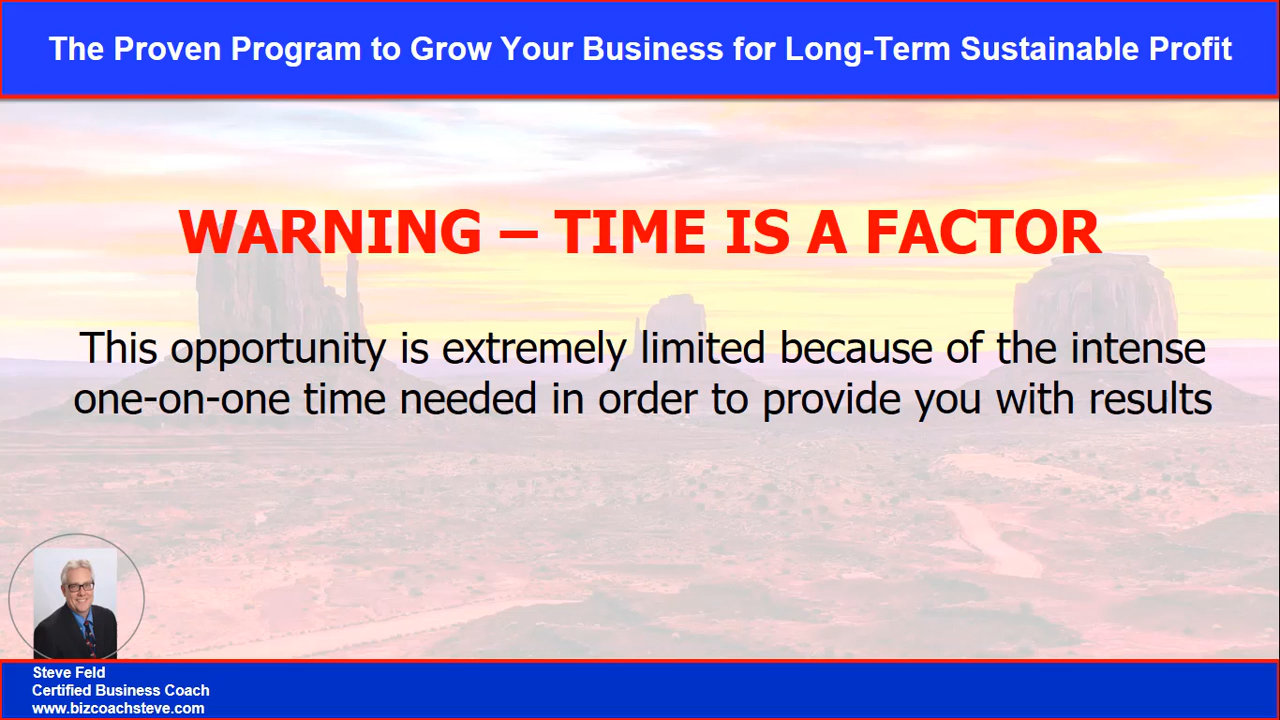 The Proven Program to Grow Your Business for Long-Term Sustainable Profit
WARNING – TIME IS A FACTOR
This opportunity is extremely limited because of the intense
one-on-one time needed in order to provide you with results
Steve Feld
Certified Business Coach
www.bizcoachsteve.com